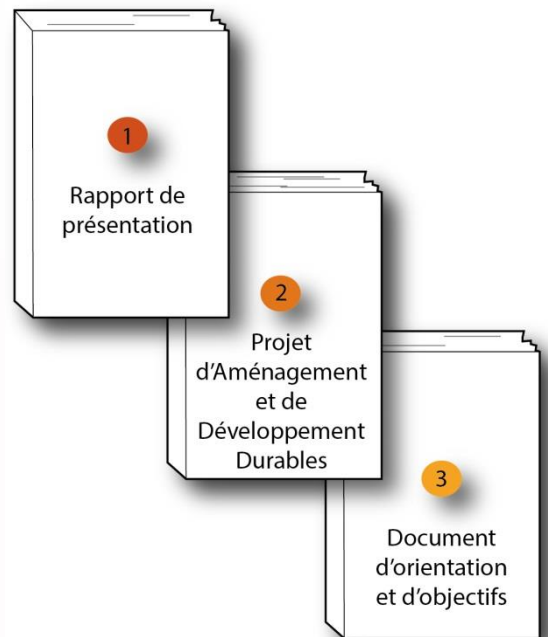 1
Rapport de
présentation
2
Projet
d’Aménagement
et de
Développement
Durables
3
Document
d’orientation
et d’objectifs